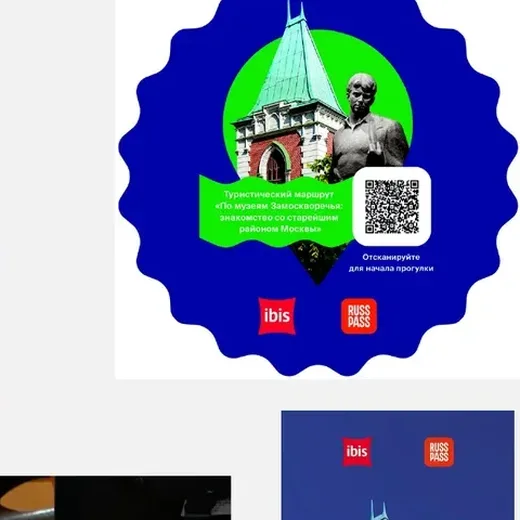 Туристический маршрут
«По музеям Замоскворечья:
знакомство со старейшим
районом Москвы»
Отсканируйте
для начала прогулки
ibis
RUSS
PASS
ibis
RUSS
PASS